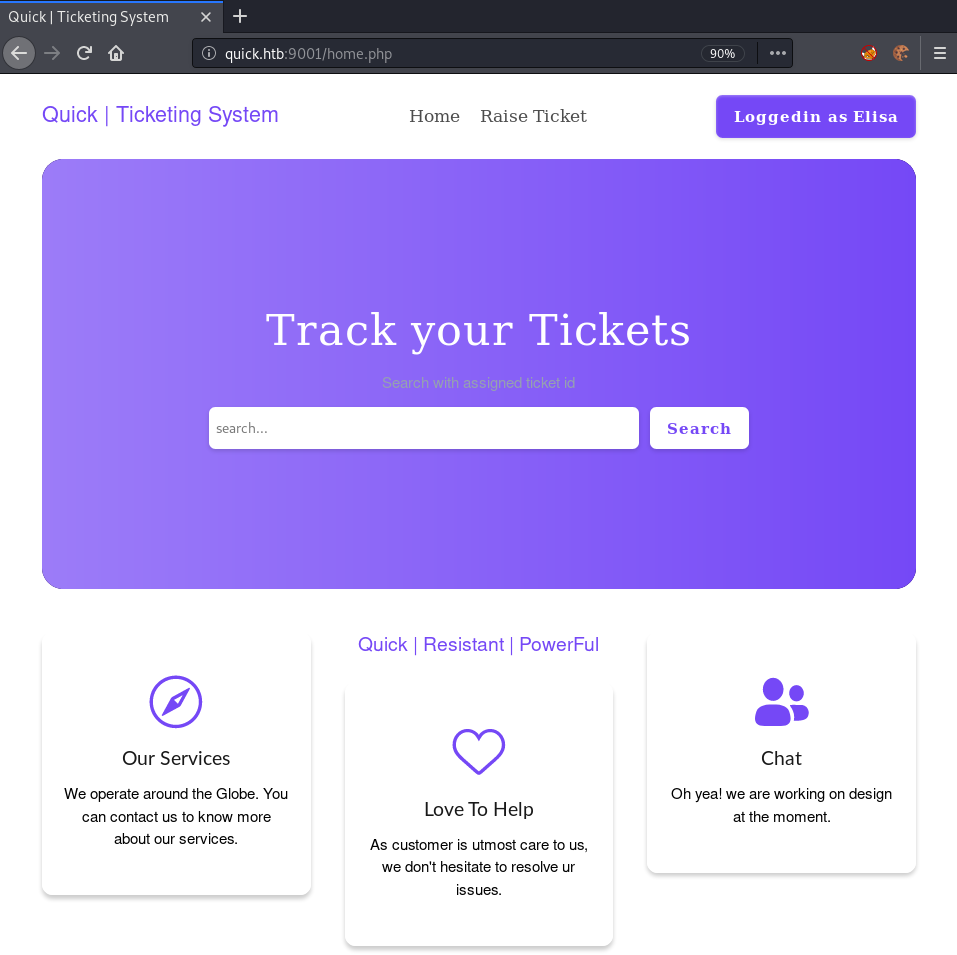 Quick | Ticketing System
quick.htb:9001/home.php
90%
Quick | Ticketing System
Home
Raise Ticket
Loggedin as Elisa
Track your Tickets
Search with assigned ticket id
search...
Search
Quick | Resistant | PowerFul
Our Services
We operate around the Globe. You
can contact us to know more
about our services.
Love To Help
As customer is utmost care to us,
we don't hesitate to resolve ur
issues.
Chat
Oh yea! we are working on design
at the moment.